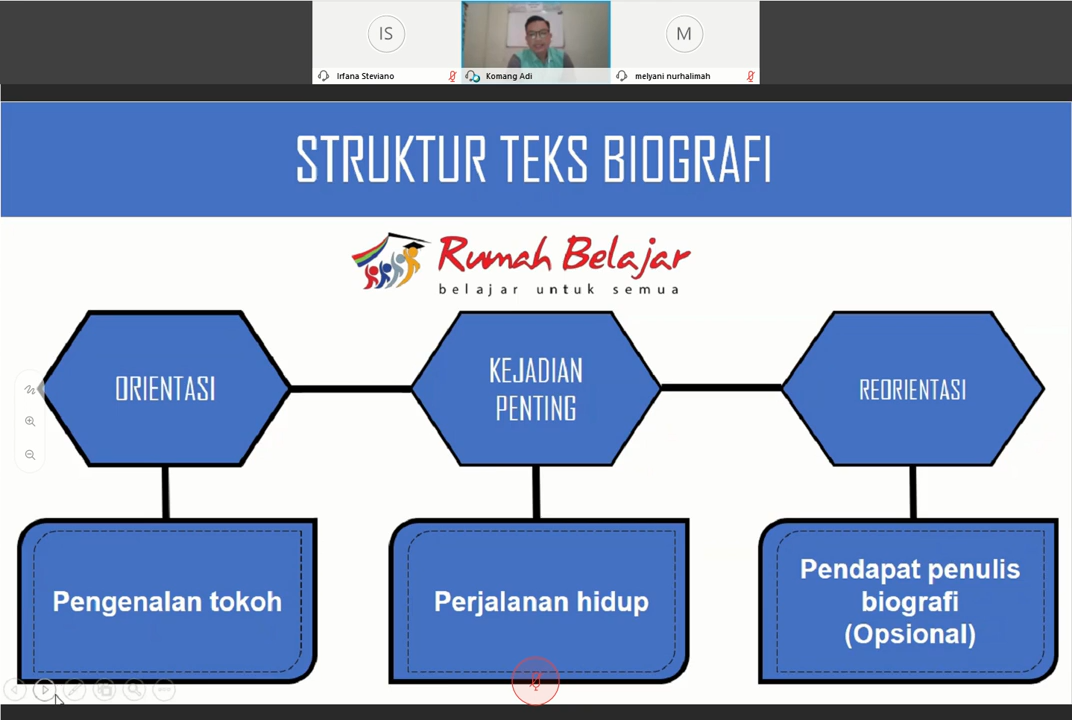 IS
M
Irfana Steviano
Komang Adi
melyani nurhalimah
STRUKTUR TEKS BIOGRAFI
Rumah Belajar
belajar untuk semua
ORIENTASI
KEJADIAN
PENTING
REORIENTASI
Pengenalan tokoh
Perjalanan hidup
Pendapat penulis
biografi
(Opsional)